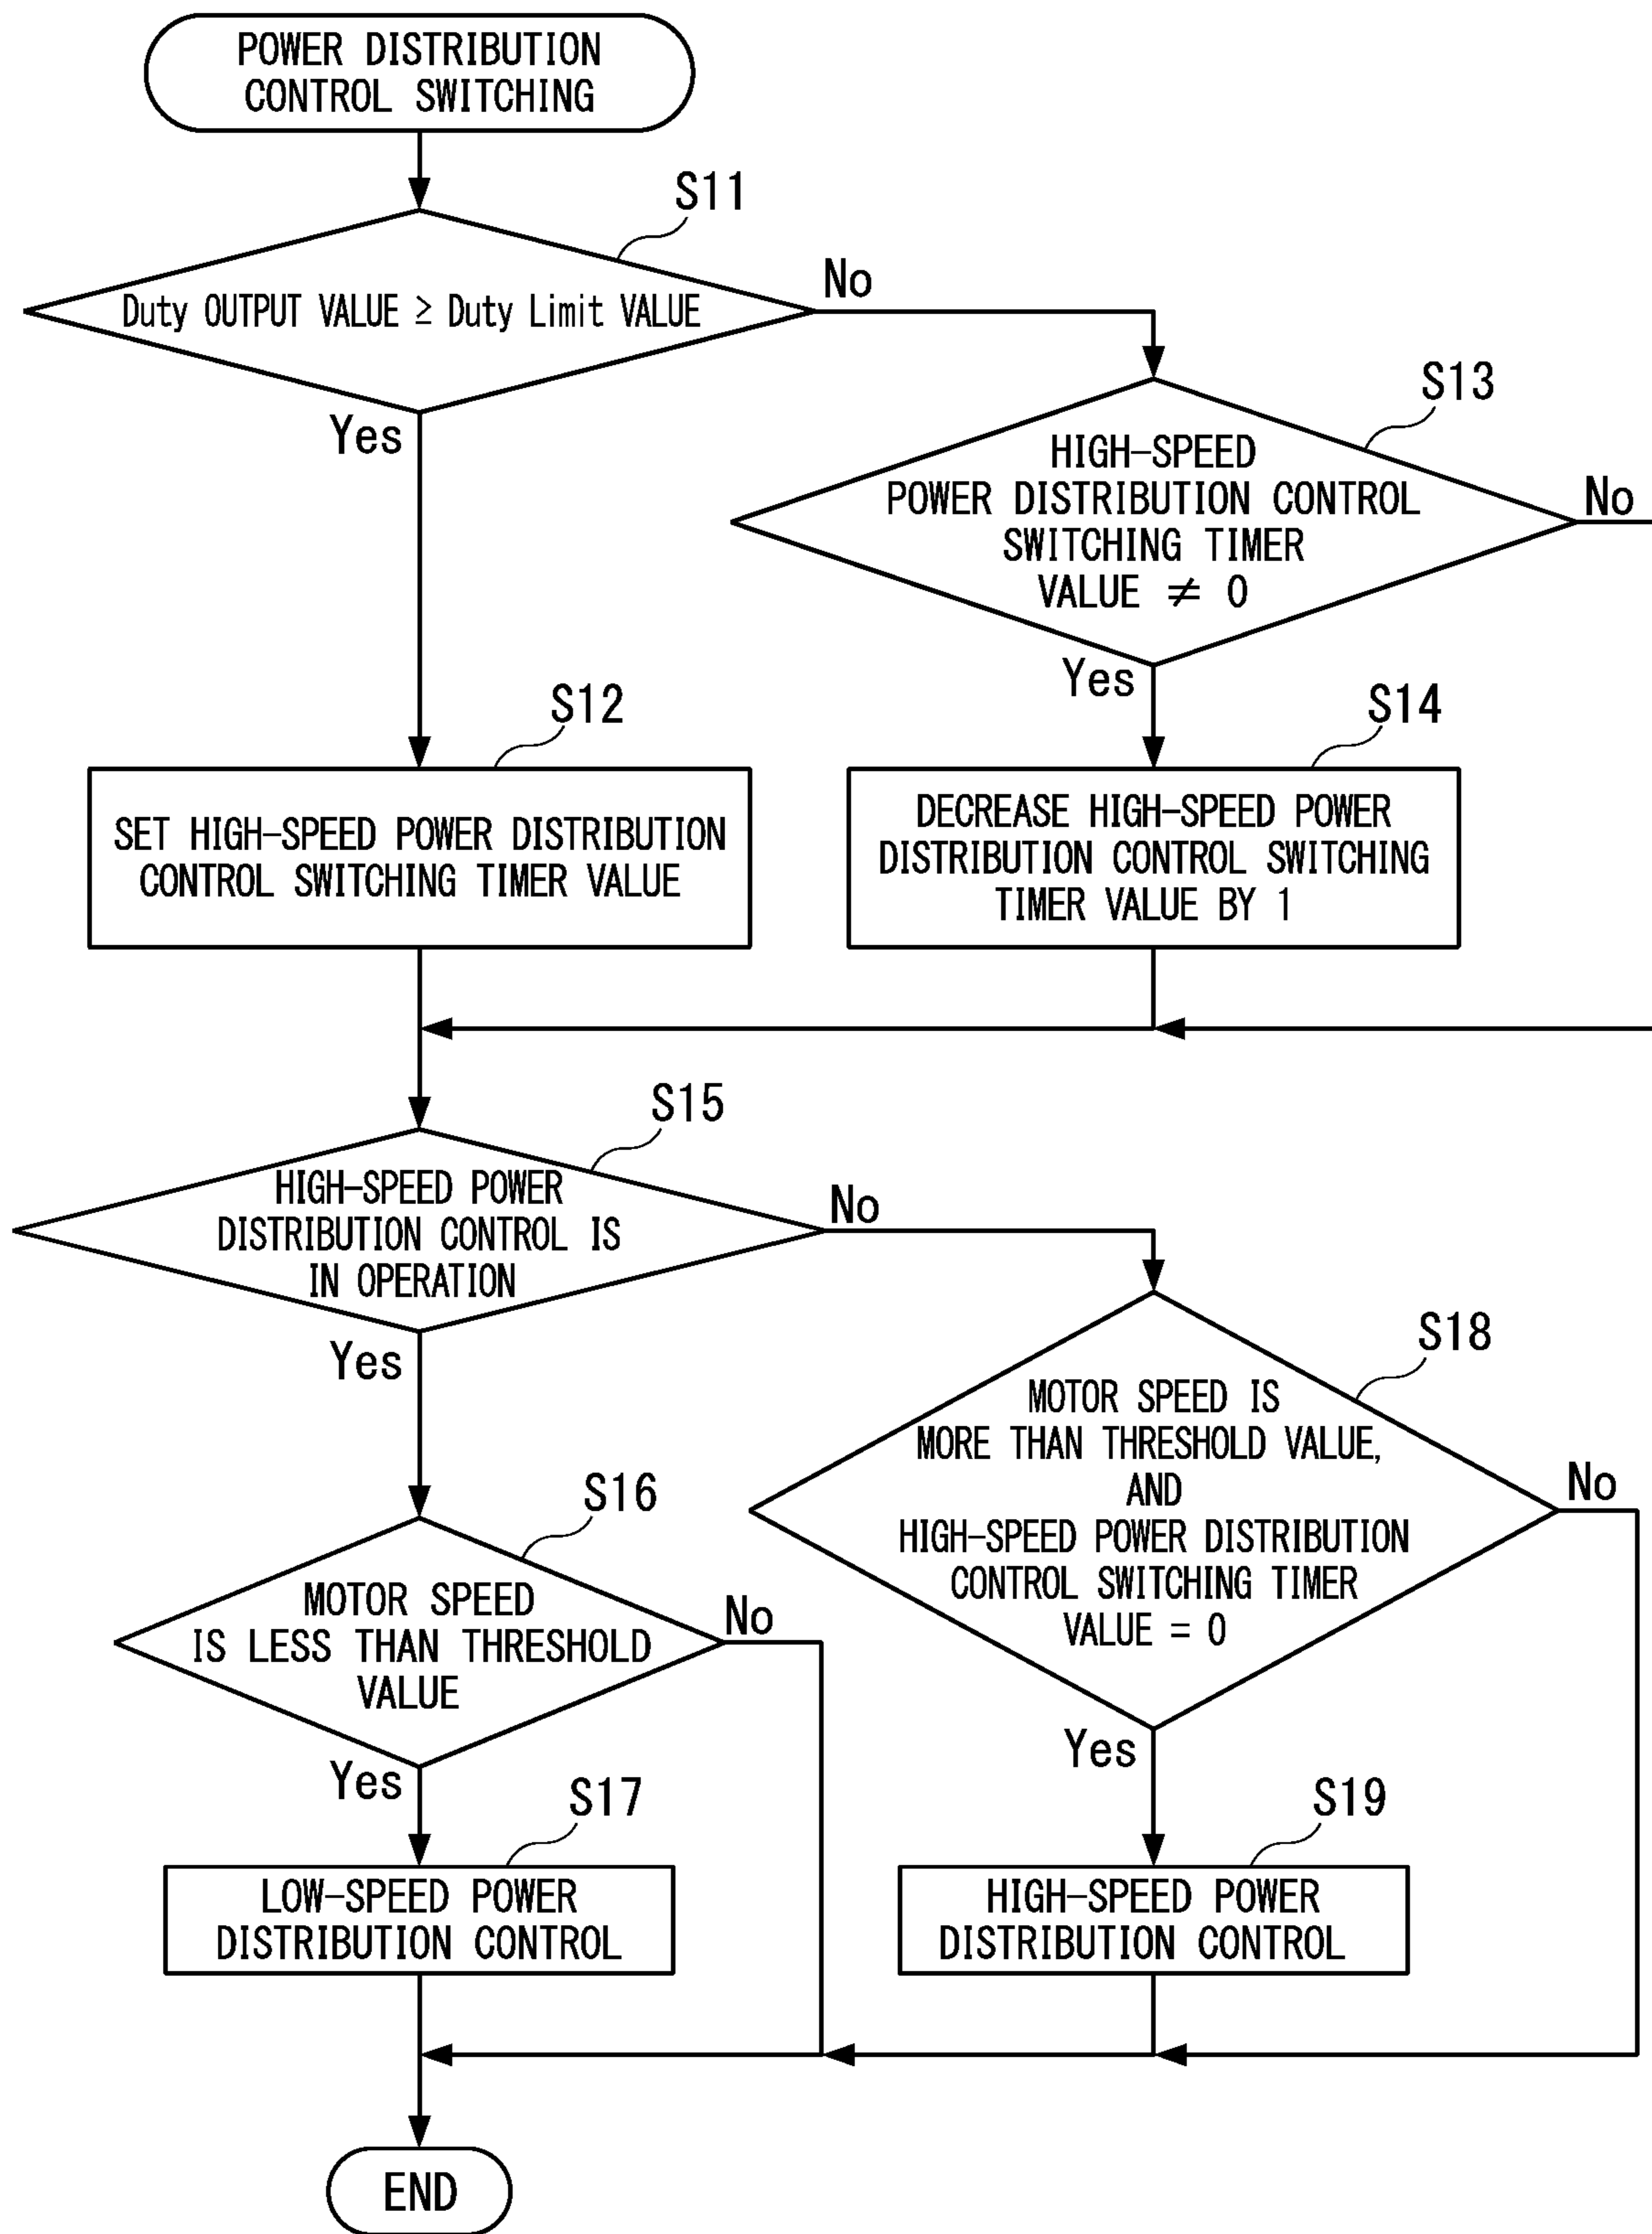 POWER DISTRIBUTION
CONTROL SWITCHING
S11
Duty OUTPUT VALUE ≥ Duty Limit VALUE
No
Yes
S13
HIGH-SPEED
POWER DISTRIBUTION CONTROL
SWITCHING TIMER
VALUE ≠ 0
No
Yes
S12
SET HIGH-SPEED POWER DISTRIBUTION
CONTROL SWITCHING TIMER VALUE
S14
DECREASE HIGH-SPEED POWER
DISTRIBUTION CONTROL SWITCHING
TIMER VALUE BY 1
S15
HIGH-SPEED POWER
DISTRIBUTION CONTROL IS
IN OPERATION
No
Yes
S18
MOTOR SPEED IS
MORE THAN THRESHOLD VALUE,
AND
HIGH-SPEED POWER DISTRIBUTION
CONTROL SWITCHING TIMER
VALUE = 0
No
Yes
S16
MOTOR SPEED
IS LESS THAN THRESHOLD
VALUE
No
Yes
S17
LOW-SPEED POWER
DISTRIBUTION CONTROL
S19
HIGH-SPEED POWER
DISTRIBUTION CONTROL
END